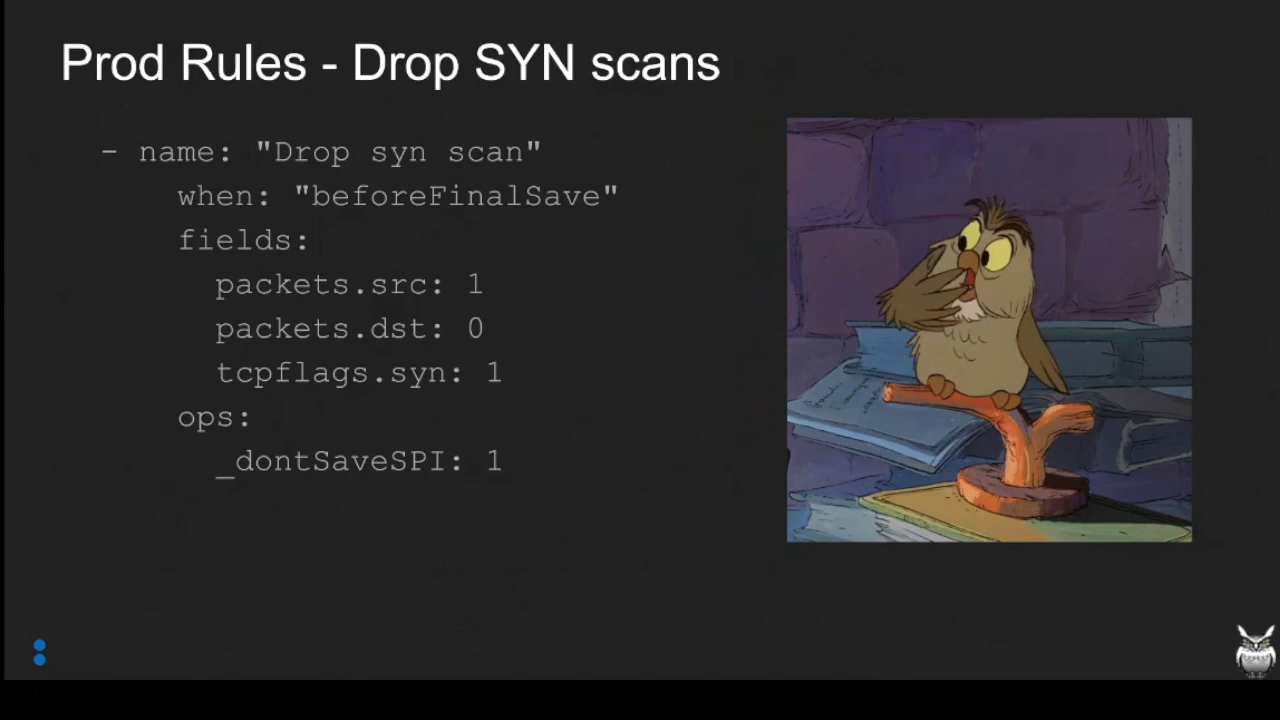 Prod Rules - Drop SYN scans
- name: "Drop syn scan"
when: "beforeFinalSave"
fields:
packets.src: 1
packets.dst: 0
tcpflags.syn: 1
ops:
_dontSaveSPI: 1